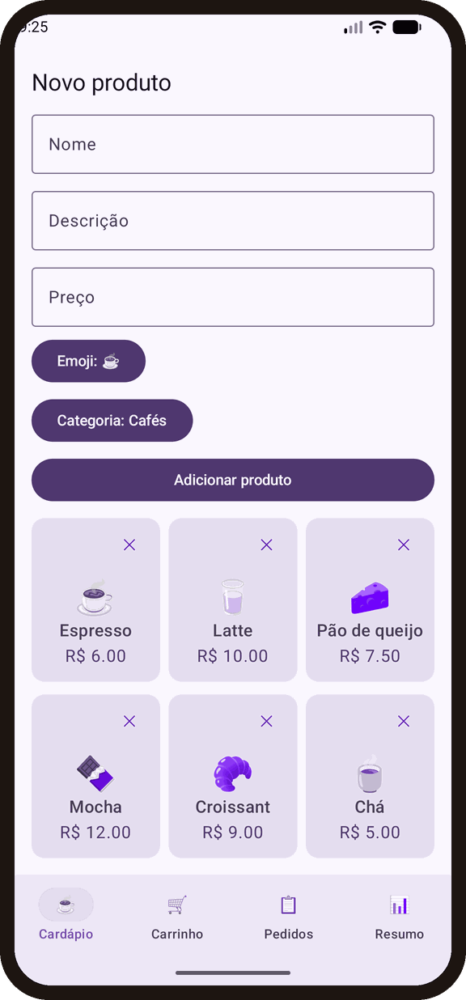 9:25
Novo produto
Nome
Descrição
Preço
Emoji: ☕
Categoria: Cafés
Adicionar produto
Espresso
R$ 6.00
Latte
R$ 10.00
Pão de queijo
R$ 7.50
Mocha
R$ 12.00
Croissant
R$ 9.00
Chá
R$ 5.00
Cardápio
Carrinho
Pedidos
Resumo